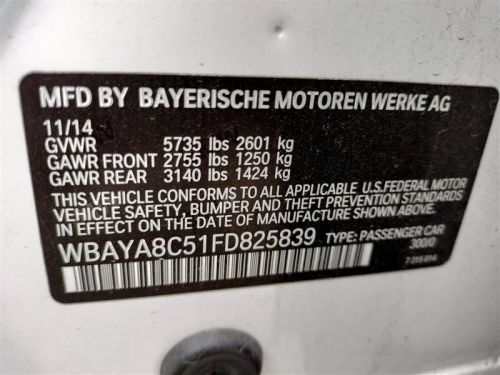 MFD BY BAYERISCHE MOTOREN WERKE AG
11/14
GVWR 5735 lbs 2601 kg
GAWR FRONT 2755 lbs 1250 kg
GAWR REAR 3140 lbs 1424 kg
THIS VEHICLE CONFORMS TO ALL APPLICABLE U.S.FEDERAL MOTOR
VEHICLE SAFETY, BUMPER AND THEFT PREVENTION STANDARDS
IN EFFECT ON THE DATE OF MANUFACTURE SHOWN ABOVE.
WBAYA8C51FD825839 TYPE: PASSENGER CAR
300/0